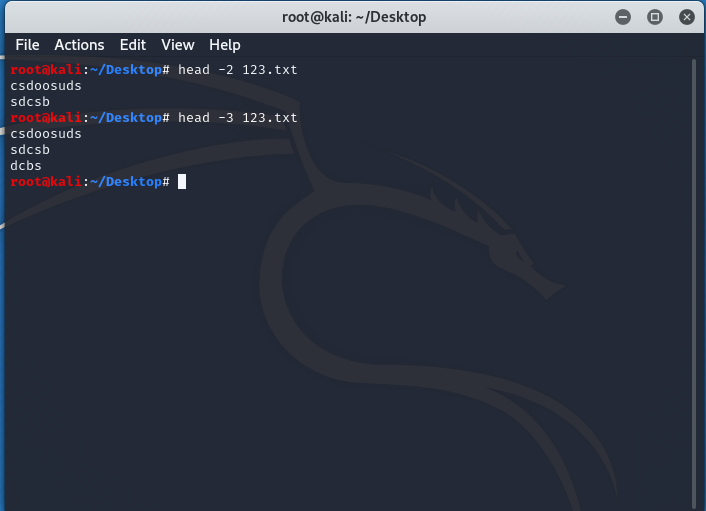 root@kali: ~/Desktop
File Actions Edit View Help
root@kali:~/Desktop# head -2 123.txt
csdoosuds
sdcsb
root@kali:~/Desktop# head -3 123.txt
csdoosuds
sdcsb
dcbs
root@kali:~/Desktop#